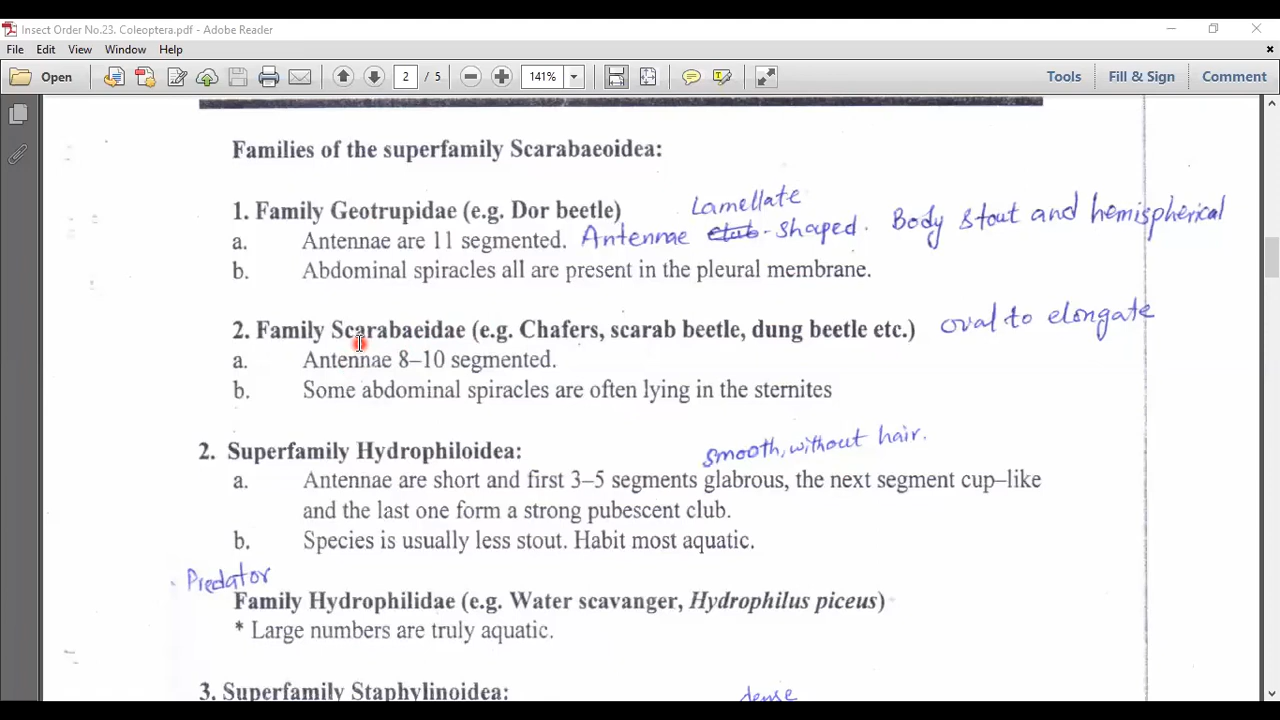 Insect Order No.23. Coleoptera.pdf - Adobe Reader
File Edit View Window Help
Open 2 / 5 141% Tools Fill & Sign Comment
Families of the superfamily Scarabaeoidea:
Lamellate
1. Family Geotrupidae (e.g. Dor beetle)
a. Antennae are 11 segmented. Antennae club - shaped. Body stout and hemispherical
b. Abdominal spiracles all are present in the pleural membrane.
2. Family Scarabaeidae (e.g. Chafers, scarab beetle, dung beetle etc.) oval to elongate
a. Antennae 8–10 segmented.
b. Some abdominal spiracles are often lying in the sternites
2. Superfamily Hydrophiloidea: smooth, without hair.
a. Antennae are short and first 3–5 segments glabrous, the next segment cup–like
and the last one form a strong pubescent club.
b. Species is usually less stout. Habit most aquatic.
Predator
Family Hydrophilidae (e.g. Water scavanger, Hydrophilus piceus)
* Large numbers are truly aquatic.
3. Superfamily Staphylinoidea: dense